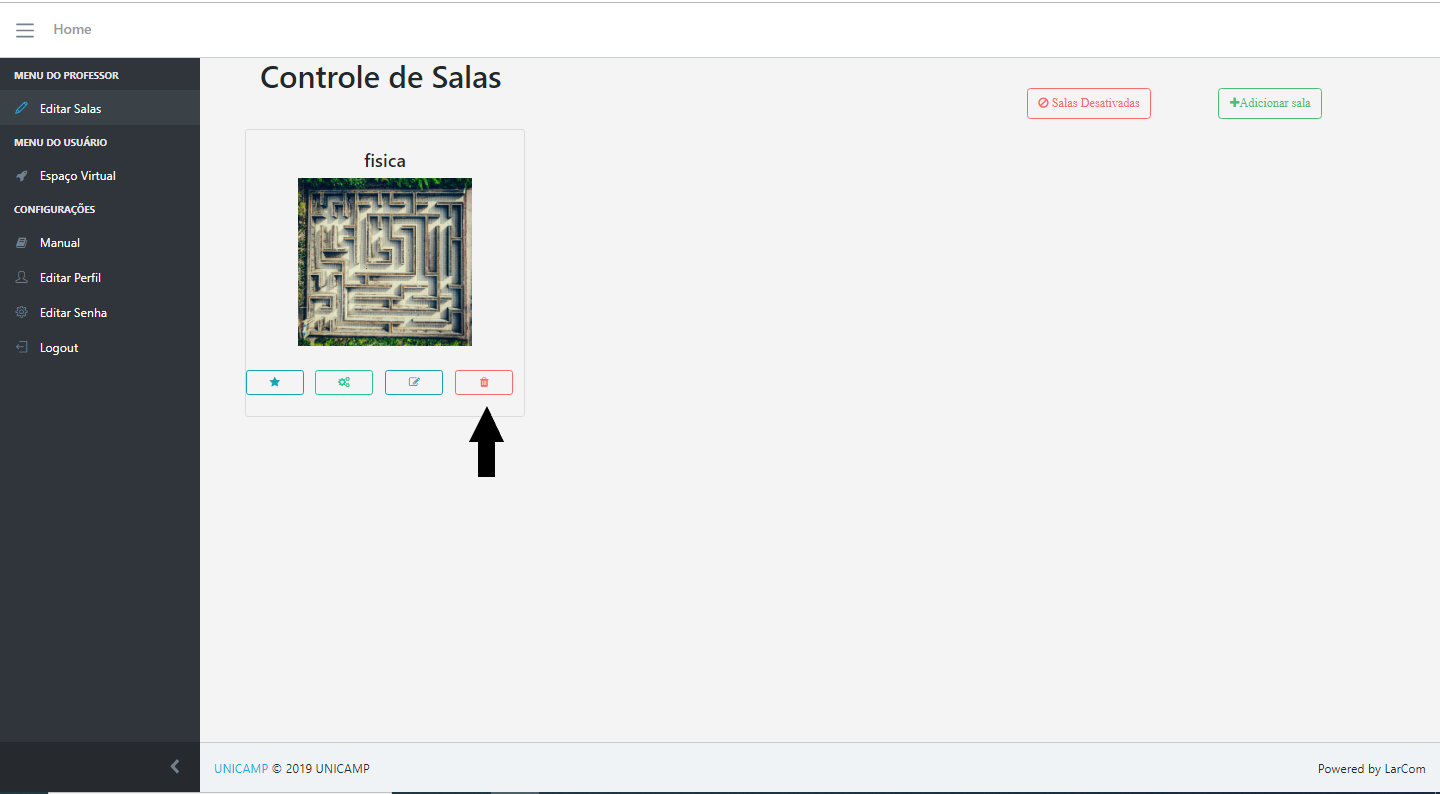 Home
MENU DO PROFESSOR
Editar Salas
MENU DO USUÁRIO
Espaço Virtual
CONFIGURAÇÕES
Manual
Editar Perfil
Editar Senha
Logout
Controle de Salas
Salas Desativadas
Adicionar sala
fisica
UNICAMP © 2019 UNICAMP
Powered by LarCom